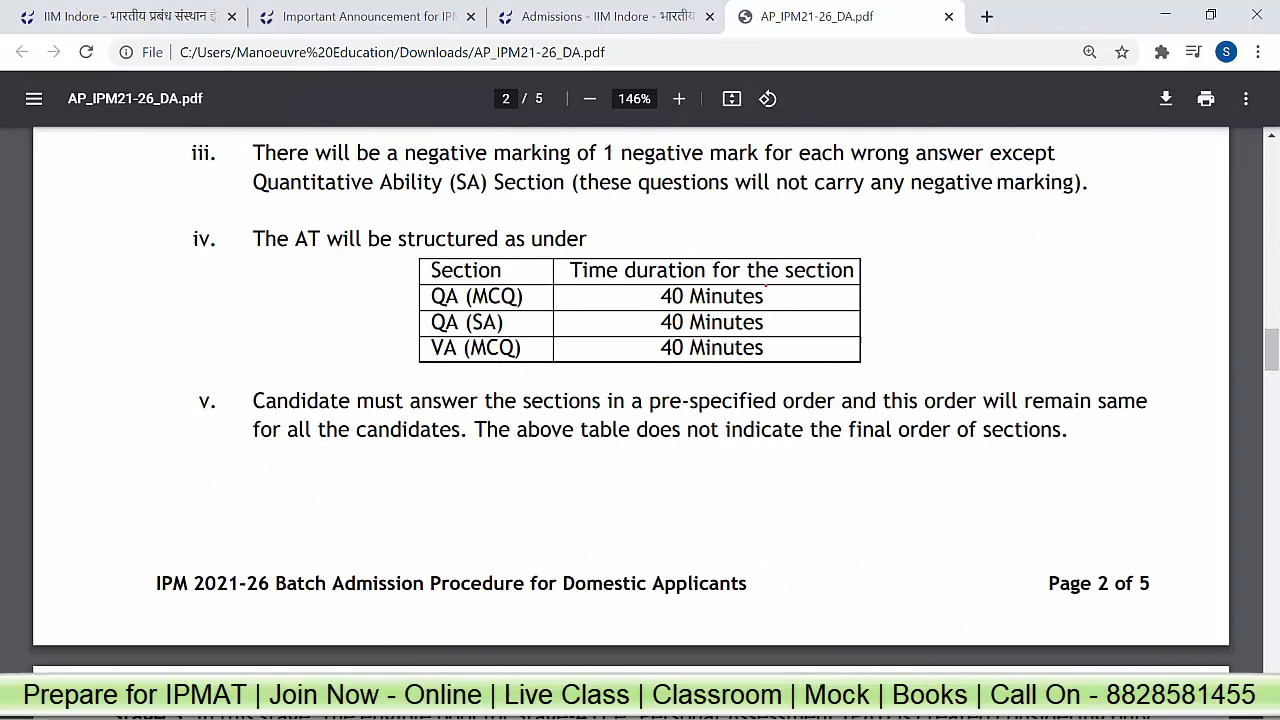 IIM Indore - भारतीय प्रबंध संस्थान इं
Important Announcement for IPM
Admissions - IIM Indore - भारतीय
AP_IPM21-26_DA.pdf
File | C:/Users/Manoeuvre%20Education/Downloads/AP_IPM21-26_DA.pdf
S
AP_IPM21-26_DA.pdf
2 / 5
146%
iii. There will be a negative marking of 1 negative mark for each wrong answer except
Quantitative Ability (SA) Section (these questions will not carry any negative marking).
iv. The AT will be structured as under
Section Time duration for the section
QA (MCQ) 40 Minutes
QA (SA) 40 Minutes
VA (MCQ) 40 Minutes
v. Candidate must answer the sections in a pre-specified order and this order will remain same
for all the candidates. The above table does not indicate the final order of sections.
IPM 2021-26 Batch Admission Procedure for Domestic Applicants Page 2 of 5
Prepare for IPMAT | Join Now - Online | Live Class | Classroom | Mock | Books | Call On - 8828581455